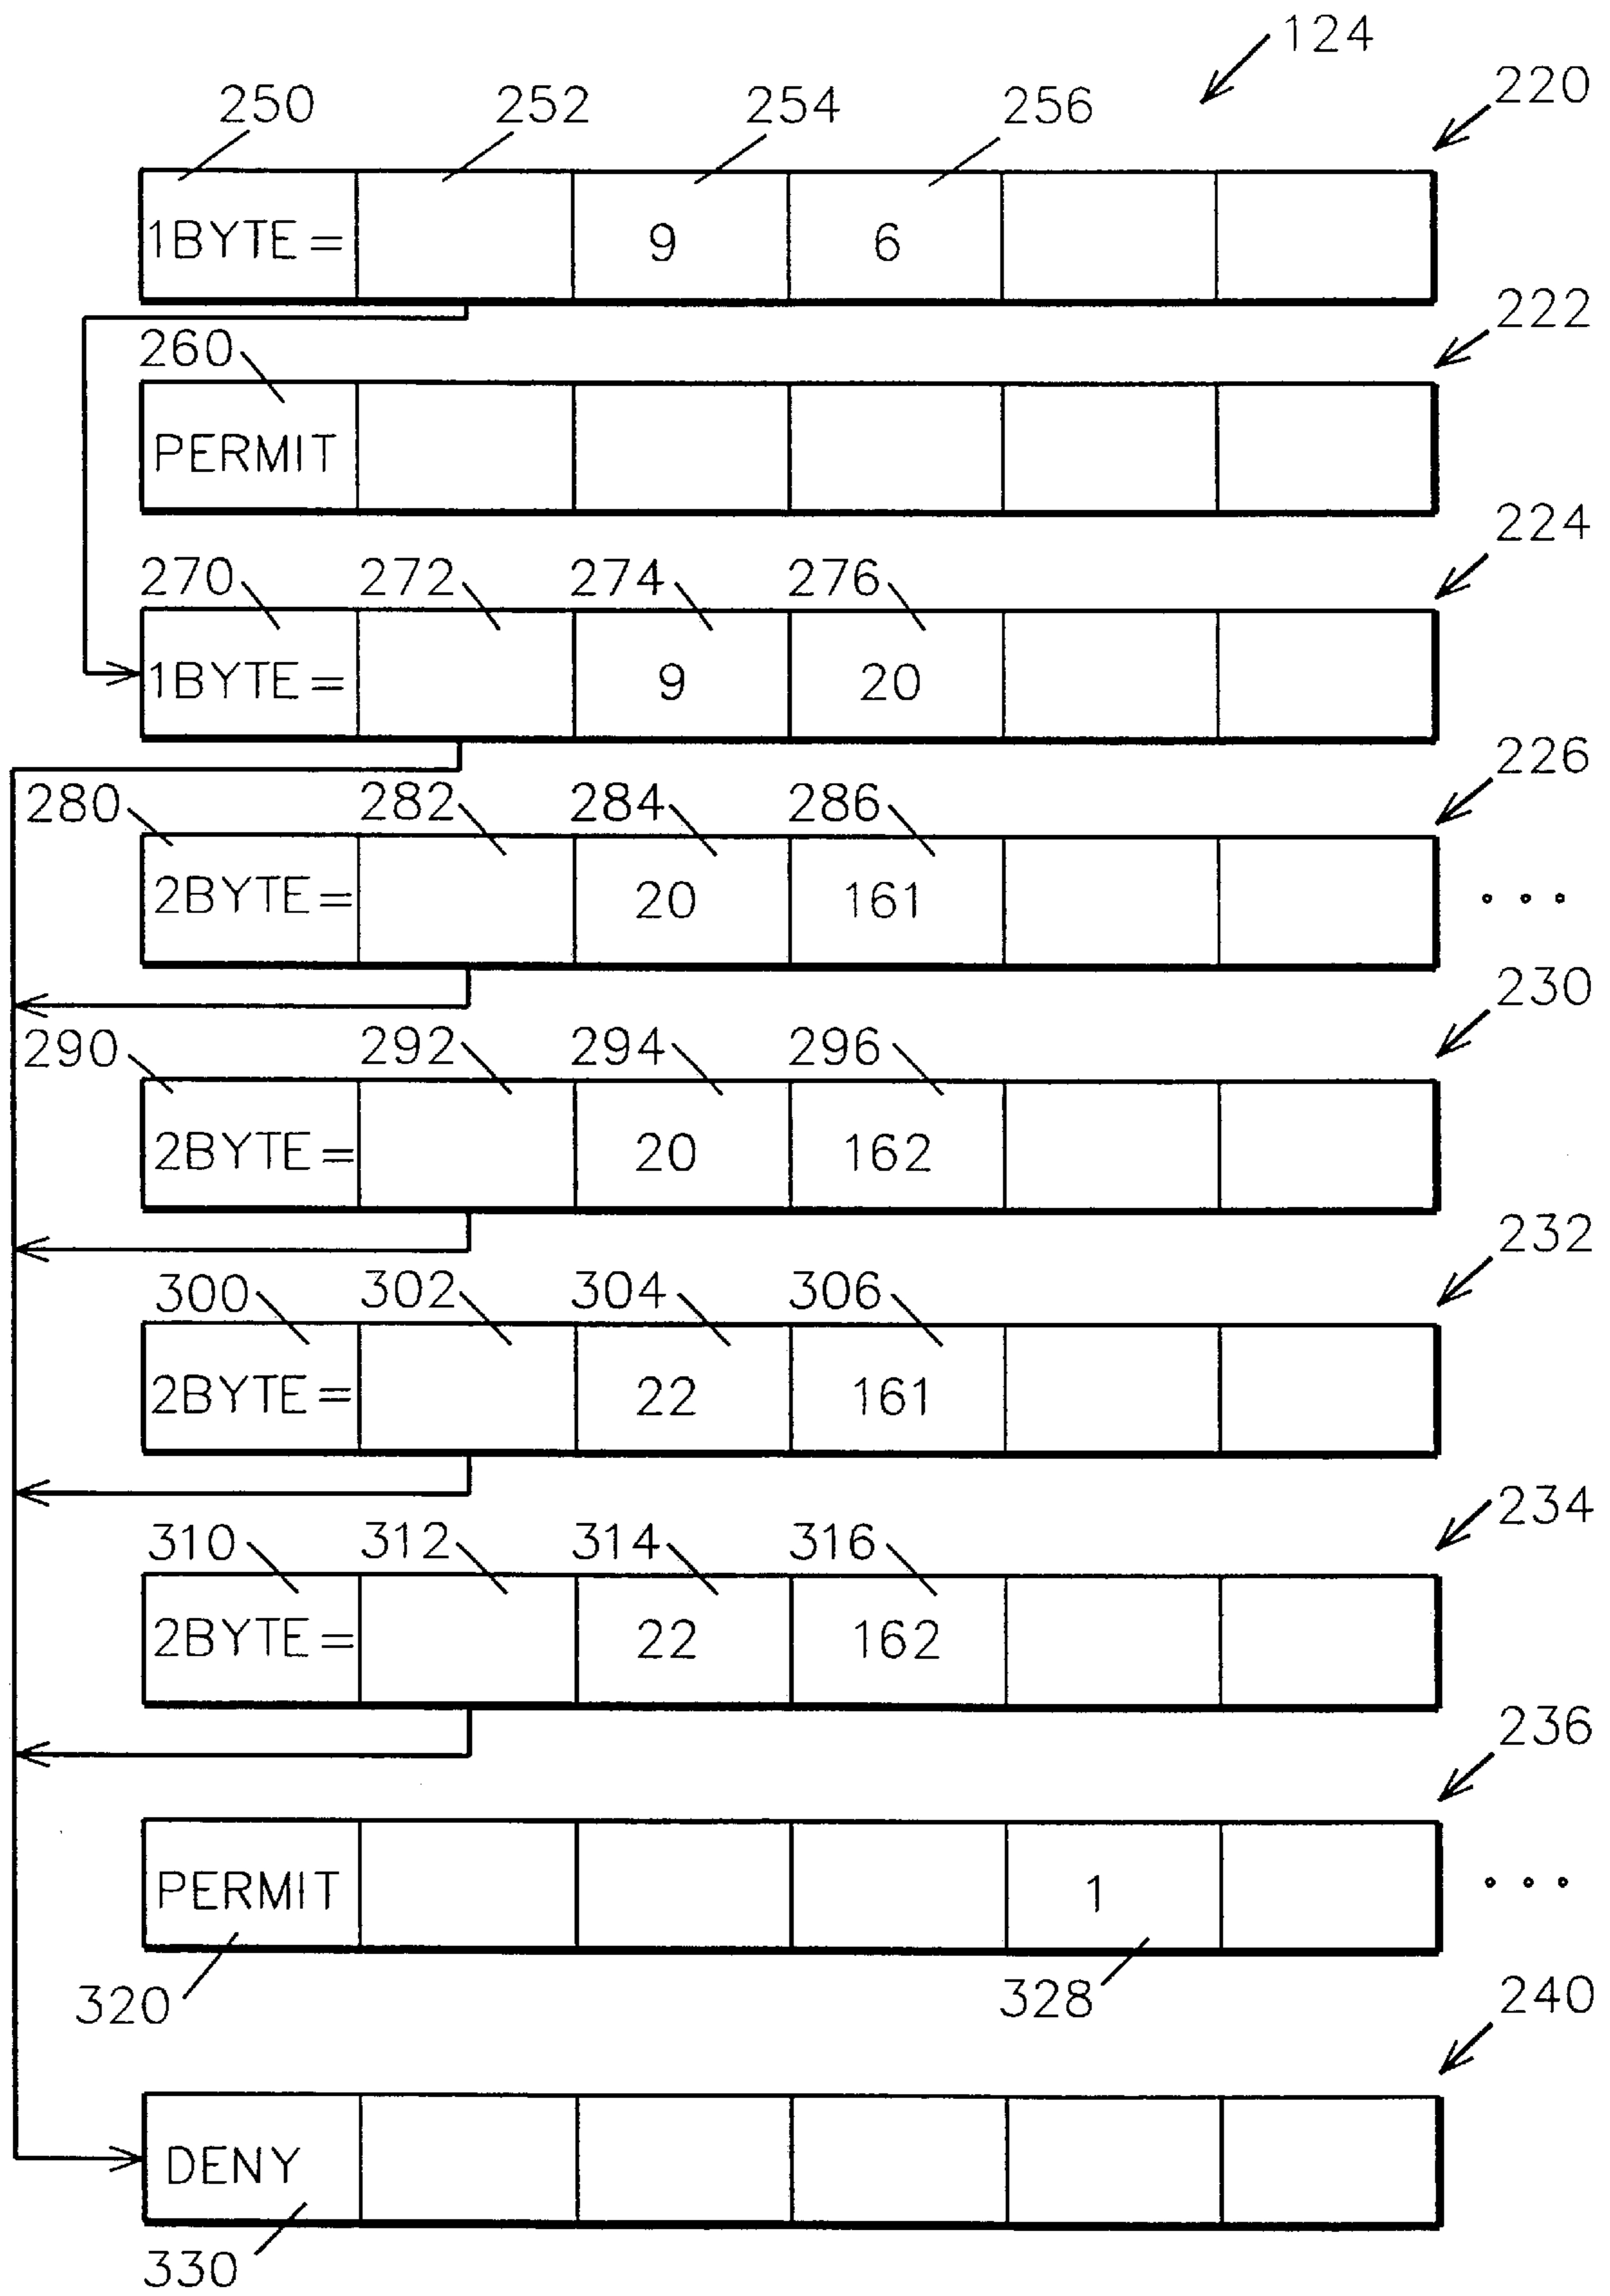 124
220
250 252 254 256
1BYTE= 9 6
222
260
PERMIT
224
270 272 274 276
1BYTE= 9 20
226
280 282 284 286
2BYTE= 20 161 . . .
230
290 292 294 296
2BYTE= 20 162
232
300 302 304 306
2BYTE= 22 161
234
310 312 314 316
2BYTE= 22 162
236
PERMIT 1 . . .
320 328
240
DENY
330